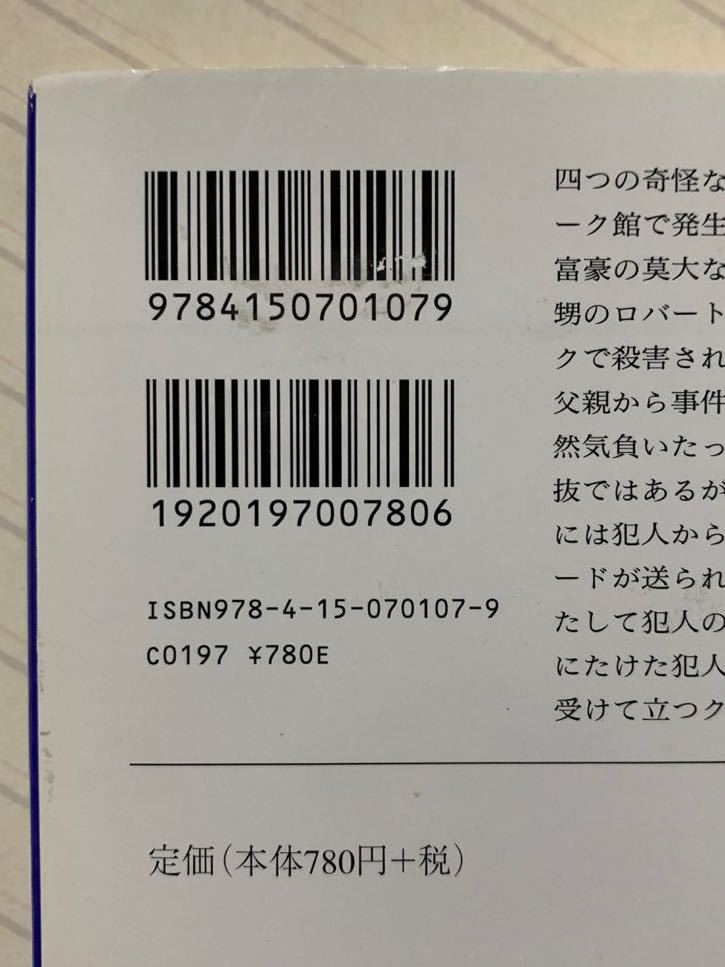 9784150701079
1920197007806
ISBN978-4-15-070107-9
C0197 ¥780E
定価(本体780円+税)
四つの奇怪な
ーク館で発生
富豪の莫大な
甥のロバート
クで殺害され
父親から事件
然気負いたっ
抜ではあるが
には犯人から
ードが送られ
たして犯人の
にたけた犯人
受けて立つク